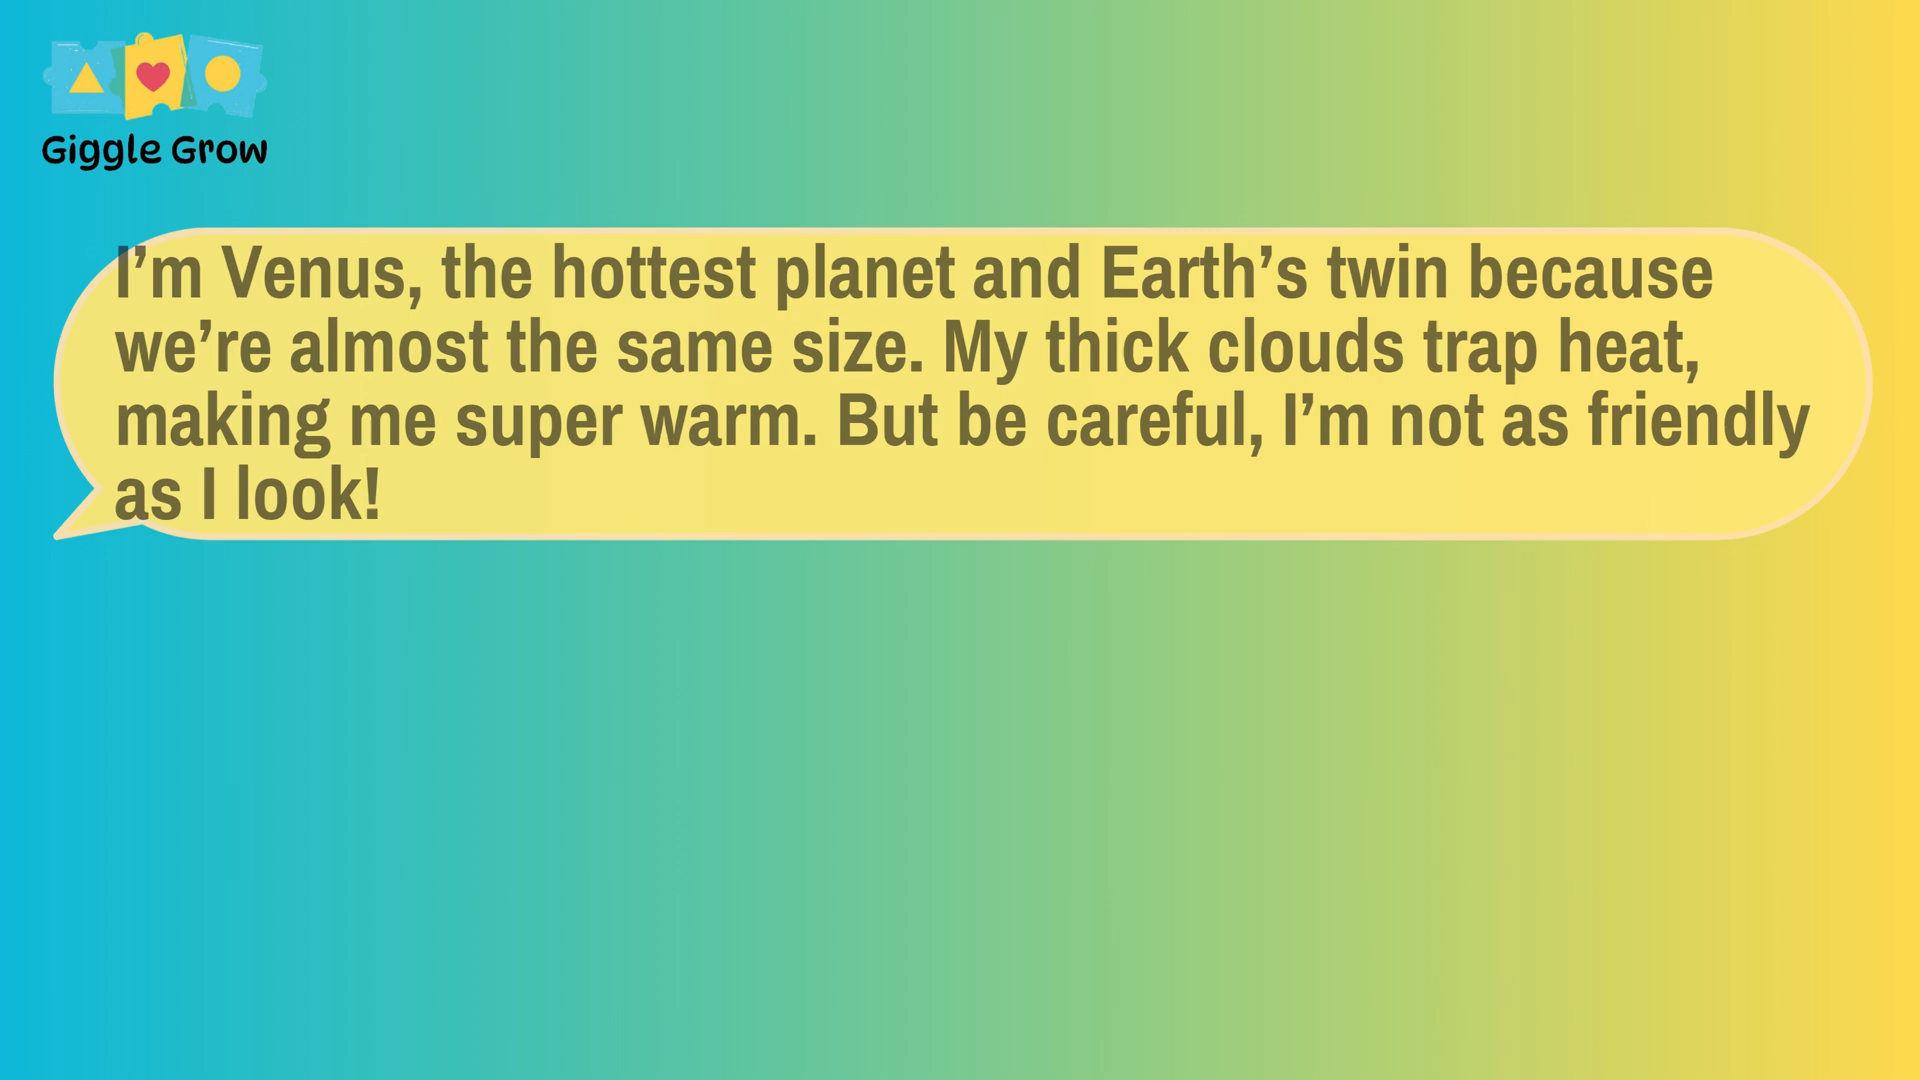 Giggle Grow
I’m Venus, the hottest planet and Earth’s twin because
we’re almost the same size. My thick clouds trap heat,
making me super warm. But be careful, I’m not as friendly
as I look!